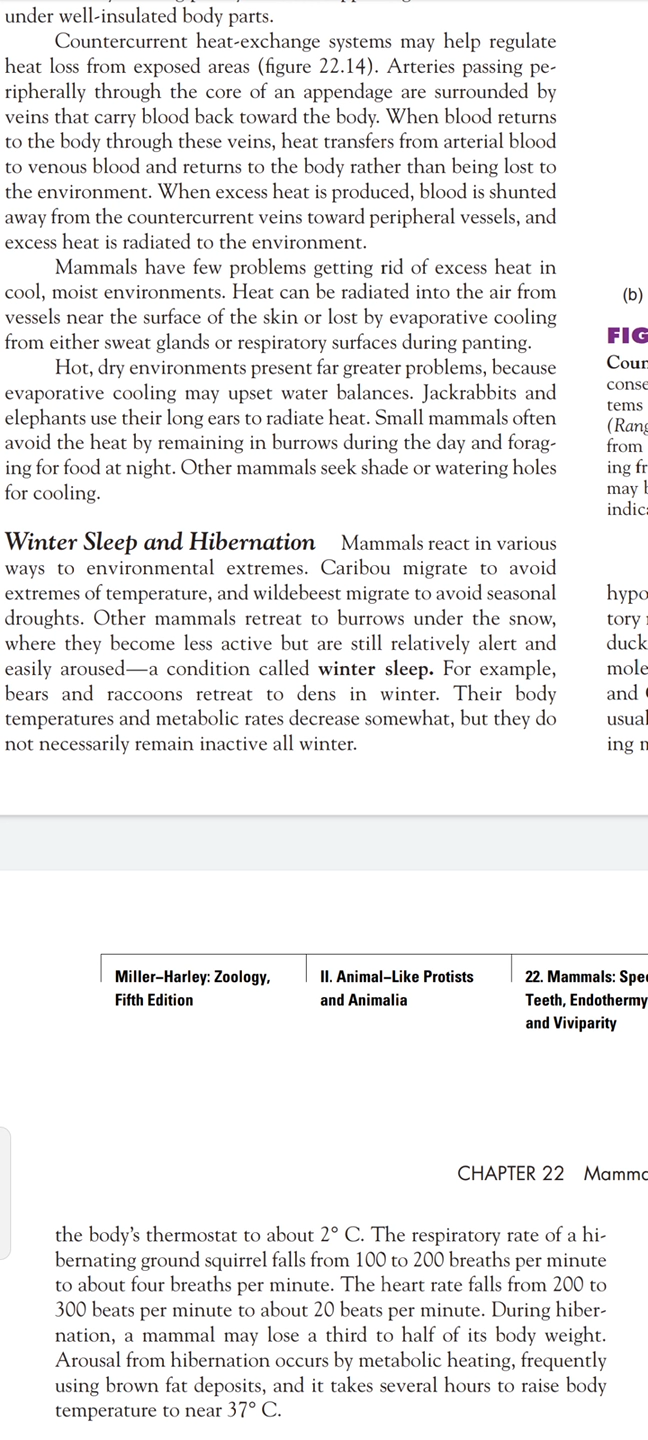 under well-insulated body parts.
Countercurrent heat-exchange systems may help regulate
heat loss from exposed areas (figure 22.14). Arteries passing pe-
ripherally through the core of an appendage are surrounded by
veins that carry blood back toward the body. When blood returns
to the body through these veins, heat transfers from arterial blood
to venous blood and returns to the body rather than being lost to
the environment. When excess heat is produced, blood is shunted
away from the countercurrent veins toward peripheral vessels, and
excess heat is radiated to the environment.
Mammals have few problems getting rid of excess heat in
cool, moist environments. Heat can be radiated into the air from
vessels near the surface of the skin or lost by evaporative cooling
from either sweat glands or respiratory surfaces during panting.
Hot, dry environments present far greater problems, because
evaporative cooling may upset water balances. Jackrabbits and
elephants use their long ears to radiate heat. Small mammals often
avoid the heat by remaining in burrows during the day and forag-
ing for food at night. Other mammals seek shade or watering holes
for cooling.
Winter Sleep and Hibernation Mammals react in various
ways to environmental extremes. Caribou migrate to avoid
extremes of temperature, and wildebeest migrate to avoid seasonal
droughts. Other mammals retreat to burrows under the snow,
where they become less active but are still relatively alert and
easily aroused—a condition called winter sleep. For example,
bears and raccoons retreat to dens in winter. Their body
temperatures and metabolic rates decrease somewhat, but they do
not necessarily remain inactive all winter.
(b)
FIG
Coun
conse
tems
(Rang
from
ing fr
may b
indica
hypo
tory
duck
mole
and
usual
ing m
Miller–Harley: Zoology,
Fifth Edition
II. Animal–Like Protists
and Animalia
22. Mammals: Spec
Teeth, Endothermy
and Viviparity
CHAPTER 22 Mamma
the body's thermostat to about 2° C. The respiratory rate of a hi-
bernating ground squirrel falls from 100 to 200 breaths per minute
to about four breaths per minute. The heart rate falls from 200 to
300 beats per minute to about 20 beats per minute. During hiber-
nation, a mammal may lose a third to half of its body weight.
Arousal from hibernation occurs by metabolic heating, frequently
using brown fat deposits, and it takes several hours to raise body
temperature to near 37° C.